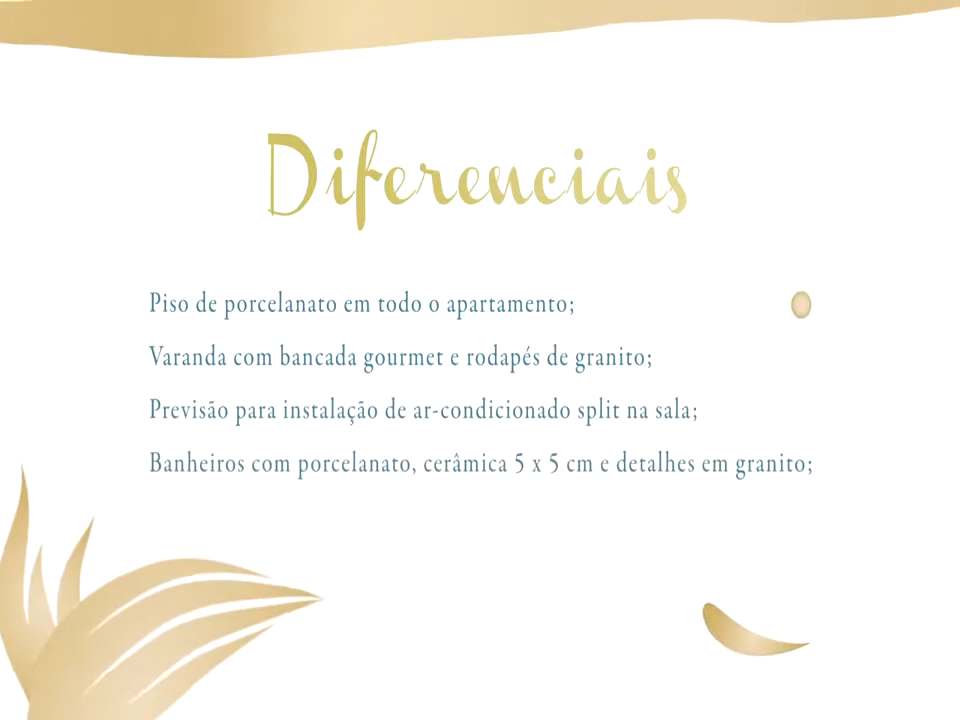 Diferenciais
Piso de porcelanato em todo o apartamento;
Varanda com bancada gourmet e rodapés de granito;
Previsão para instalação de ar-condicionado split na sala;
Banheiros com porcelanato, cerâmica 5 x 5 cm e detalhes em granito;